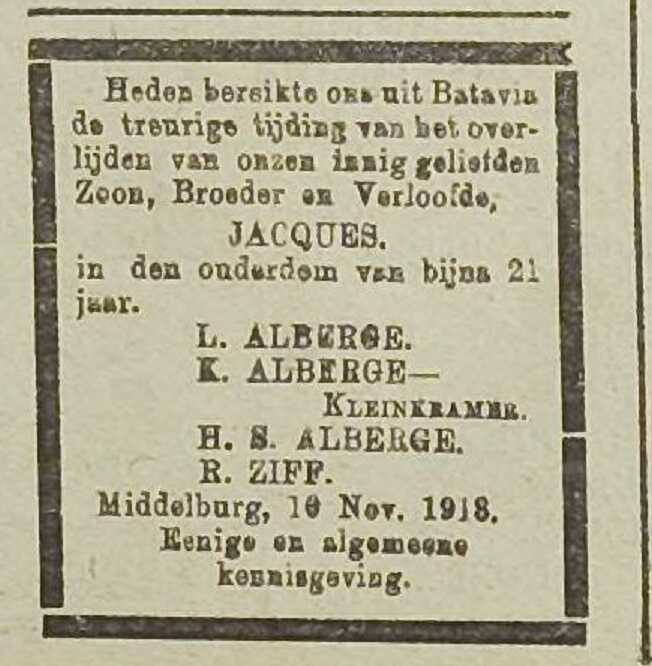 Heden bereikte ons uit Batavia
de treurige tijding van het over-
lijden van onzen innig geliefden
Zoon, Broeder en Verloofde,
JACQUES.
in den ouderdom van bijna 21
jaar.
L. ALBERGE.
K. ALBERGE—
KLEINKRAMER.
H. S. ALBERGE.
R. ZIFF.
Middelburg, 10 Nov. 1918.
Eenige en algemeene
kennisgeving.